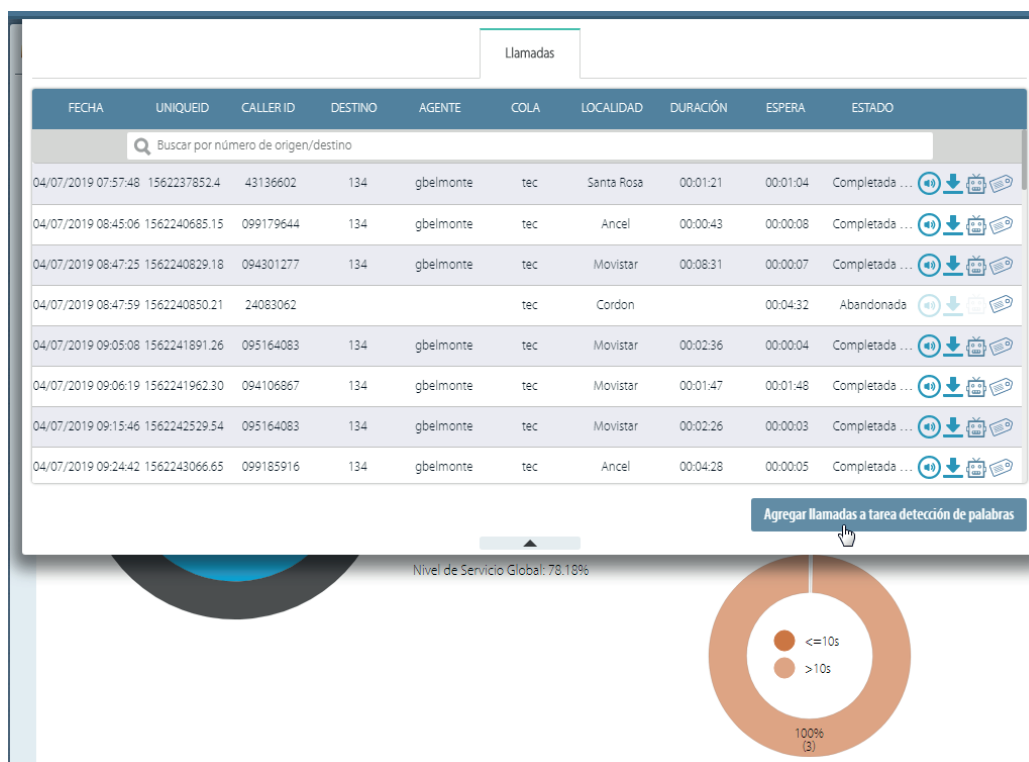 Llamadas
FECHA UNIQUEID CALLER ID DESTINO AGENTE COLA LOCALIDAD DURACIÓN ESPERA ESTADO
Buscar por número de origen/destino
04/07/2019 07:57:48 1562237852.4 43136602 134 gbelmonte tec Santa Rosa 00:01:21 00:01:04 Completada ...
04/07/2019 08:45:06 1562240685.15 099179644 134 gbelmonte tec Ancel 00:00:43 00:00:08 Completada ...
04/07/2019 08:47:25 1562240829.18 094301277 134 gbelmonte tec Movistar 00:08:31 00:00:07 Completada ...
04/07/2019 08:47:59 1562240850.21 24083062 tec Cordon 00:04:32 Abandonada
04/07/2019 09:05:08 1562241891.26 095164083 134 gbelmonte tec Movistar 00:02:36 00:00:04 Completada ...
04/07/2019 09:06:19 1562241962.30 094106867 134 gbelmonte tec Movistar 00:01:47 00:01:48 Completada ...
04/07/2019 09:15:46 1562242529.54 095164083 134 gbelmonte tec Movistar 00:02:26 00:00:03 Completada ...
04/07/2019 09:24:42 1562243066.65 099185916 134 gbelmonte tec Ancel 00:04:28 00:00:05 Completada ...
Agregar llamadas a tarea detección de palabras
Nivel de Servicio Global: 78.18%
<=10s
>10s
100%
(3)